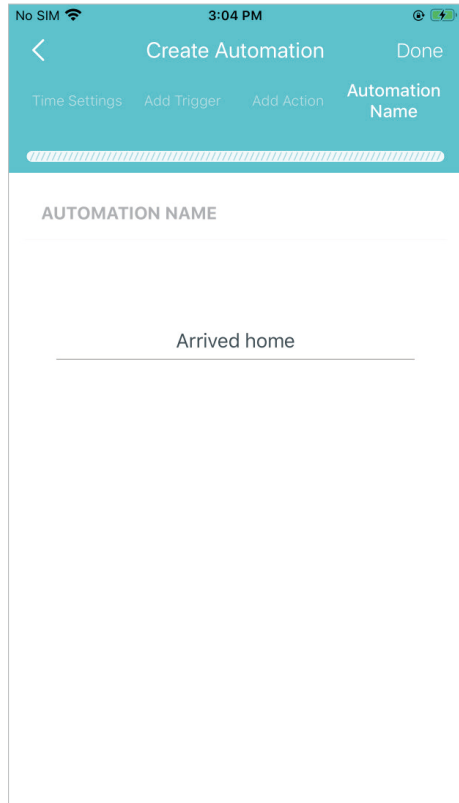 No SIM 3:04 PM
Create Automation Done
Time Settings Add Trigger Add Action Automation Name
AUTOMATION NAME
Arrived home